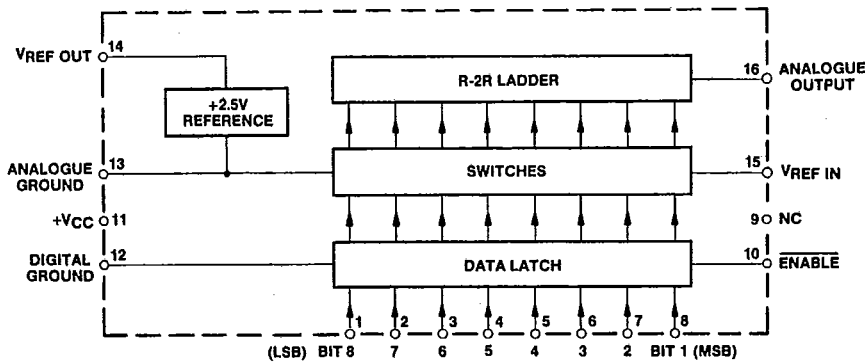 VREF OUT
14
+2.5V
REFERENCE
R-2R LADDER
16
ANALOGUE
OUTPUT
ANALOGUE
GROUND
13
SWITCHES
15
VREF IN
+VCC
11
9
NC
DIGITAL
GROUND
12
DATA LATCH
10
ENABLE
1 2 3 4 5 6 7 8
(LSB) BIT 8 7 6 5 4 3 2 BIT 1 (MSB)